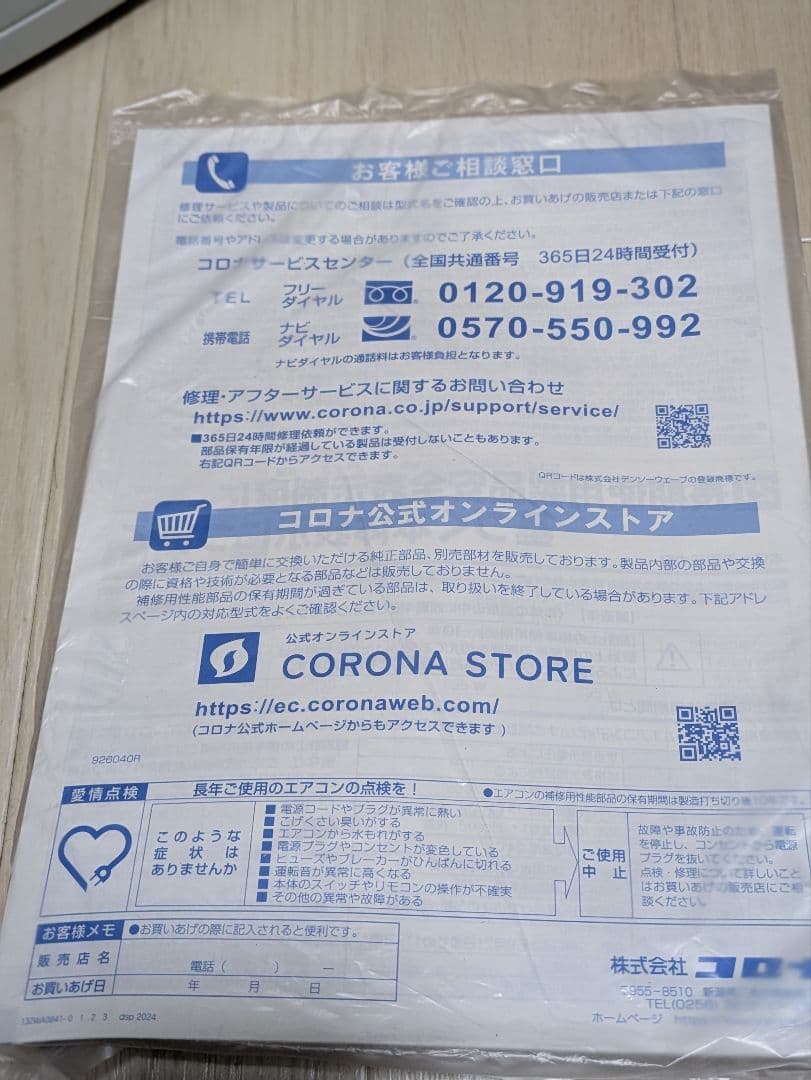 お客様ご相談窓口
修理サービスや製品についてのご相談は型式名をご確認の上、お買いあげの販売店または下記の窓口
にご依頼ください。
電話番号やアドレスは変更する場合がありますのでご了承ください。
コロナサービスセンター（全国共通番号 365日24時間受付）
TEL フリーダイヤル 0120-919-302
携帯電話 ナビダイヤル 0570-550-992
ナビダイヤルの通話料はお客様負担となります。
修理・アフターサービスに関するお問い合わせ
https://www.corona.co.jp/support/service/
■365日24時間修理依頼ができます。
部品保有年限が経過している製品は受付しないこともあります。
右記QRコードからアクセスできます。
QRコードは株式会社デンソーウェーブの登録商標です。
コロナ公式オンラインストア
お客様ご自身で簡単に交換いただける純正部品、別売部材を販売しております。製品内部の部品や交換
の際に資格や技術が必要となる部品などは販売しておりません。
補修用性能部品の保有期間が過ぎている部品は、取り扱いを終了している場合があります。下記アドレ
スページ内の対応型式をよくご確認ください。
公式オンラインストア
CORONA STORE
https://ec.coronaweb.com/
(コロナ公式ホームページからもアクセスできます)
926040R
愛情点検 長年ご使用のエアコンの点検を！ ●エアコンの補修用性能部品の保有期間は製造打ち切り後10年です。
このような
症状は
ありませんか
■電源コードやプラグが異常に熱い
■こげくさい臭いがする
■エアコンから水もれがする
■電源プラグやコンセントが変色している
■ヒューズやブレーカーがひんぱんに切れる
■運転音が異常に高くなる
■本体のスイッチやリモコンの操作が不確実
■その他の異常や故障がある
ご使用
中止
故障や事故防止のため、運転
を停止し、コンセントから電源
プラグを抜いてください。
点検・修理について詳しいこと
はお買いあげの販売店にご相
談ください。
お客様メモ ●お買いあげの際に記入されると便利です。
販売店名 電話（ ） ー
お買いあげ日 年 月 日
株式会社 コロナ
〒955-8510 新潟
TEL(0256)
ホームページ
132WA0841-0 1 2 3 dsp 2024